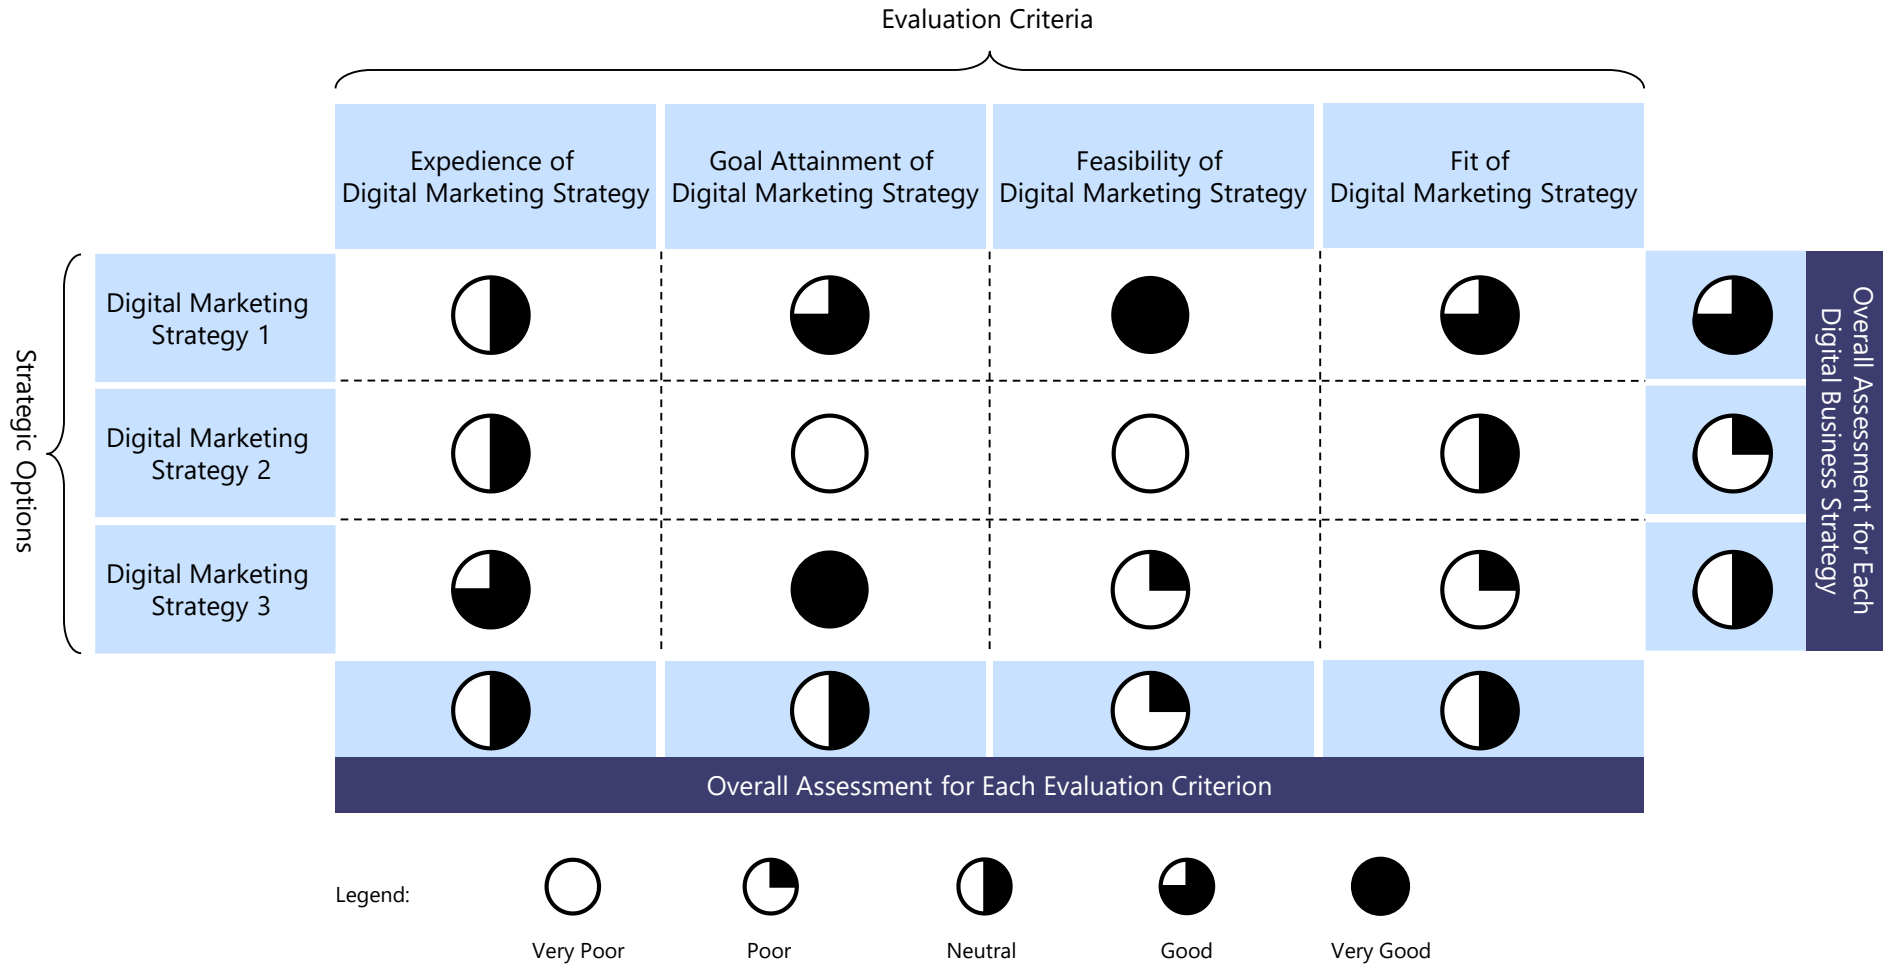 Evaluation Criteria
Expedience of
Digital Marketing Strategy
Goal Attainment of
Digital Marketing Strategy
Feasibility of
Digital Marketing Strategy
Fit of
Digital Marketing Strategy
Strategic Options
Digital Marketing
Strategy 1
Digital Marketing
Strategy 2
Digital Marketing
Strategy 3
Overall Assessment for Each
Digital Business Strategy
Overall Assessment for Each Evaluation Criterion
Legend:
Very Poor
Poor
Neutral
Good
Very Good